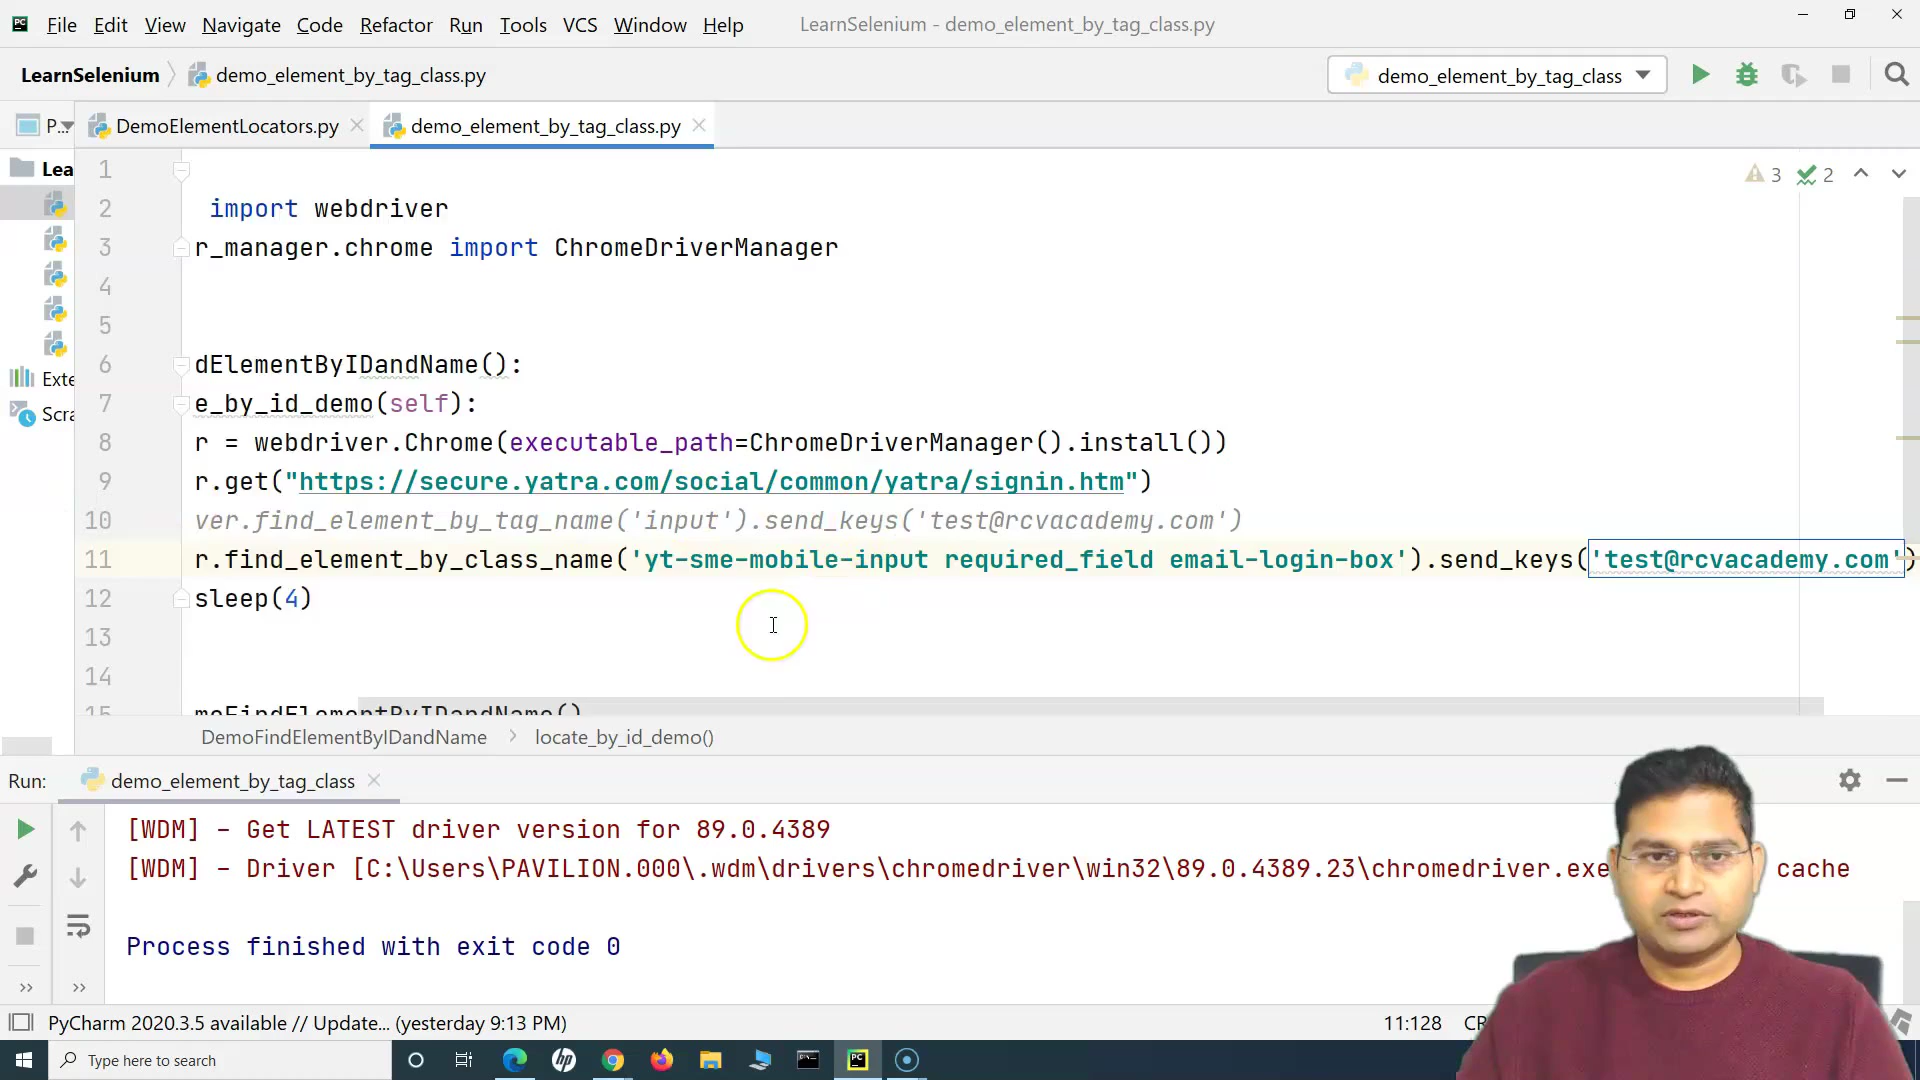 File Edit View Navigate Code Refactor Run Tools VCS Window Help LearnSelenium - demo_element_by_tag_class.py
LearnSelenium demo_element_by_tag_class.py demo_element_by_tag_class
P... DemoElementLocators.py demo_element_by_tag_class.py
Lea
Exte
Scra
3 2
1
2 import webdriver
3 r_manager.chrome import ChromeDriverManager
4
5
6 dElementByIDandName():
7 e_by_id_demo(self):
8 r = webdriver.Chrome(executable_path=ChromeDriverManager().install())
9 r.get("https://secure.yatra.com/social/common/yatra/signin.htm")
10 ver.find_element_by_tag_name('input').send_keys('test@rcvacademy.com')
11 r.find_element_by_class_name('yt-sme-mobile-input required_field email-login-box').send_keys('test@rcvacademy.com')
12 sleep(4)
13
14
15 moFindElementByIDandName()
DemoFindElementByIDandName locate_by_id_demo()
Run: demo_element_by_tag_class
[WDM] - Get LATEST driver version for 89.0.4389
[WDM] - Driver [C:\Users\PAVILION.000\.wdm\drivers\chromedriver\win32\89.0.4389.23\chromedriver.exe cache
Process finished with exit code 0
PyCharm 2020.3.5 available // Update... (yesterday 9:13 PM) 11:128 CR
Type here to search